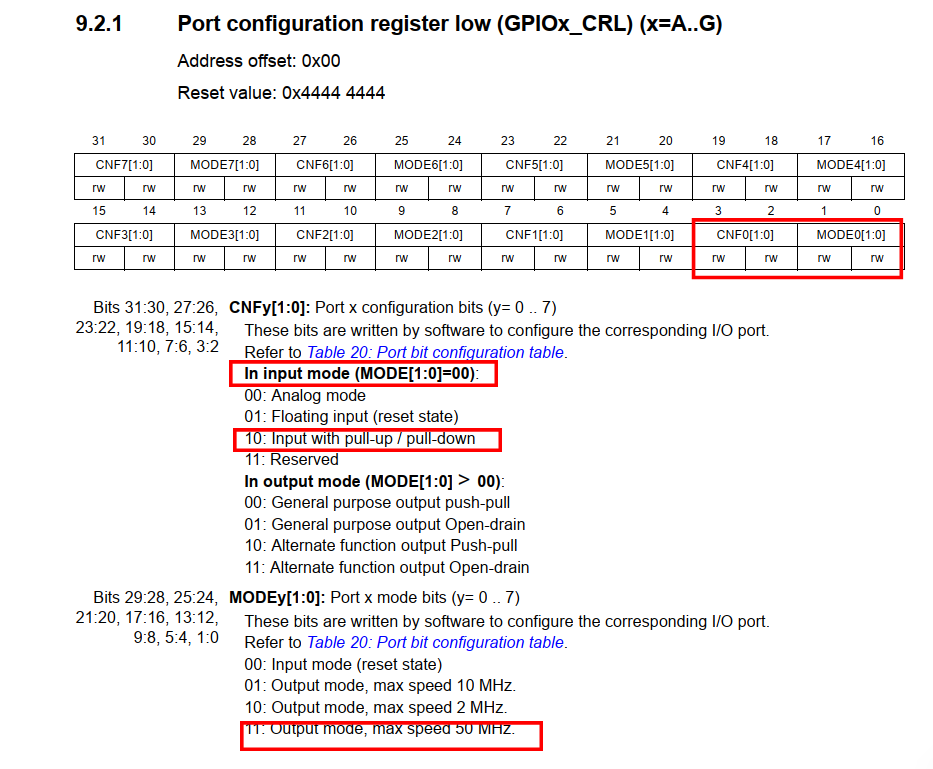 9.2.1 Port configuration register low (GPIOx_CRL) (x=A..G)
Address offset: 0x00
Reset value: 0x4444 4444
31 30 29 28 27 26 25 24 23 22 21 20 19 18 17 16
CNF7[1:0] MODE7[1:0] CNF6[1:0] MODE6[1:0] CNF5[1:0] MODE5[1:0] CNF4[1:0] MODE4[1:0]
rw rw rw rw rw rw rw rw rw rw rw rw rw rw rw rw
15 14 13 12 11 10 9 8 7 6 5 4 3 2 1 0
CNF3[1:0] MODE3[1:0] CNF2[1:0] MODE2[1:0] CNF1[1:0] MODE1[1:0] CNF0[1:0] MODE0[1:0]
rw rw rw rw rw rw rw rw rw rw rw rw rw rw rw rw
Bits 31:30, 27:26, CNFy[1:0]: Port x configuration bits (y= 0 .. 7)
23:22, 19:18, 15:14, These bits are written by software to configure the corresponding I/O port.
11:10, 7:6, 3:2 Refer to Table 20: Port bit configuration table.
In input mode (MODE[1:0]=00):
00: Analog mode
01: Floating input (reset state)
10: Input with pull-up / pull-down
11: Reserved
In output mode (MODE[1:0] > 00):
00: General purpose output push-pull
01: General purpose output Open-drain
10: Alternate function output Push-pull
11: Alternate function output Open-drain
Bits 29:28, 25:24, MODEy[1:0]: Port x mode bits (y= 0 .. 7)
21:20, 17:16, 13:12, These bits are written by software to configure the corresponding I/O port.
9:8, 5:4, 1:0 Refer to Table 20: Port bit configuration table.
00: Input mode (reset state)
01: Output mode, max speed 10 MHz.
10: Output mode, max speed 2 MHz.
11: Output mode, max speed 50 MHz.